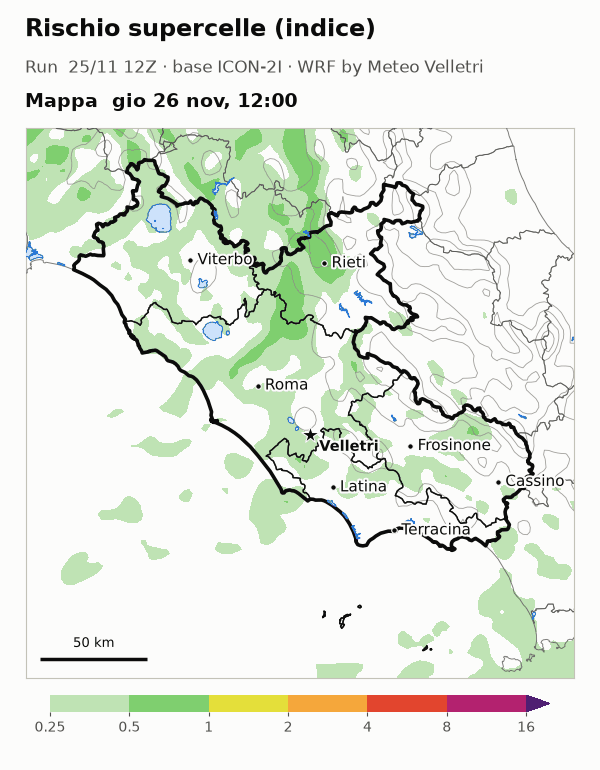 Rischio supercelle (indice)
Run  25/11 12Z · base ICON-2I · WRF by Meteo Velletri
Mappa  gio 26 nov, 12:00
Viterbo
Rieti
Roma
Velletri
Frosinone
Cassino
Latina
Terracina
50 km
0.25 0.5 1 2 4 8 16